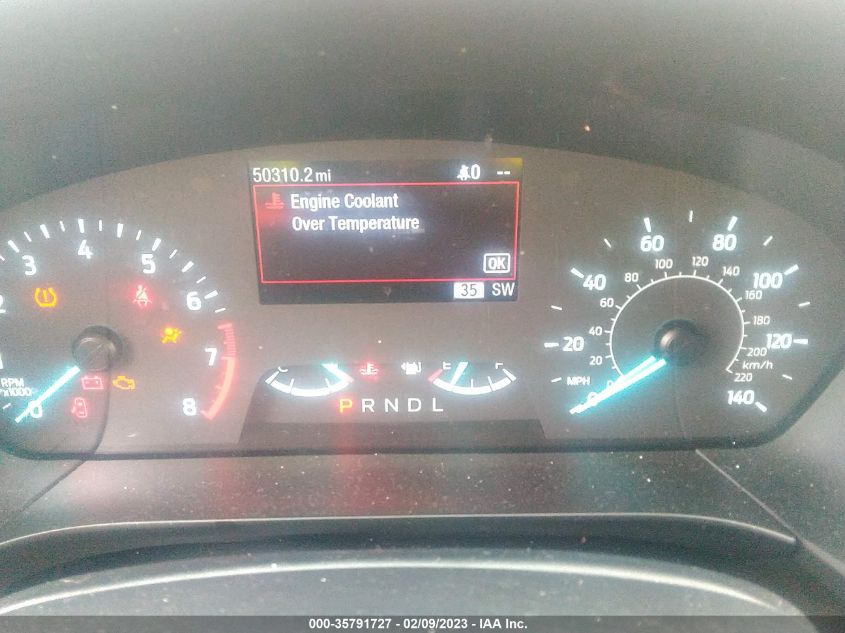 50310.2 mi 0 --
Engine Coolant
Over Temperature
OK
35 SW
2 3 4 5 6 7 8
RPM
x1000
0
P R N D L
E F
20 40 60 80 100 120 140
20 40 60 80 100 120 140 160 180 200 220
MPH
km/h
000-35791727 | 02/09/2023 — IAA Inc.